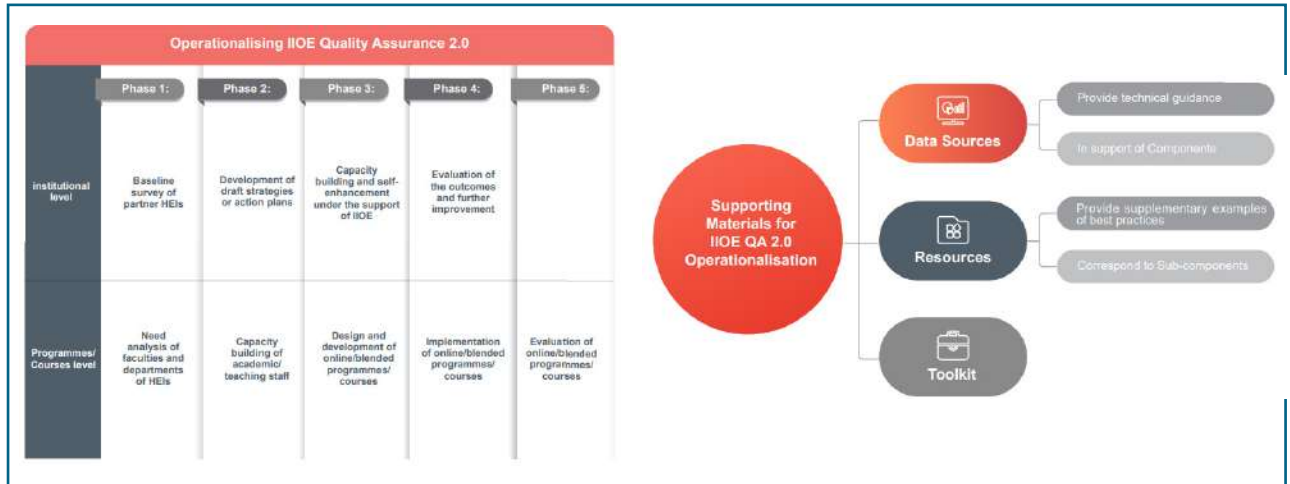 Operationalising IIOE Quality Assurance 2.0
Phase 1:
Phase 2:
Phase 3:
Phase 4:
Phase 5:
institutional
level
Baseline
survey of
partner HEIs
Development of
draft strategies
or action plans
Capacity
building and self-
enhancement
under the support
of IIOE
Evaluation of
the outcomes
and further
improvement
Programmes/
Courses level
Need
analysis of
faculties and
departments
of HEIs
Capacity
building of
academic/
teaching staff
Design and
development of
online/blended
programmes/
courses
Implementation
of online/blended
programmes/
courses
Evaluation of
online/blended
programmes/
courses
Supporting
Materials for
IIOE QA 2.0
Operationalisation
Data Sources
Provide technical guidance
In support of Components
Resources
Provide supplementary examples
of best practices
Correspond to Sub-components
Toolkit